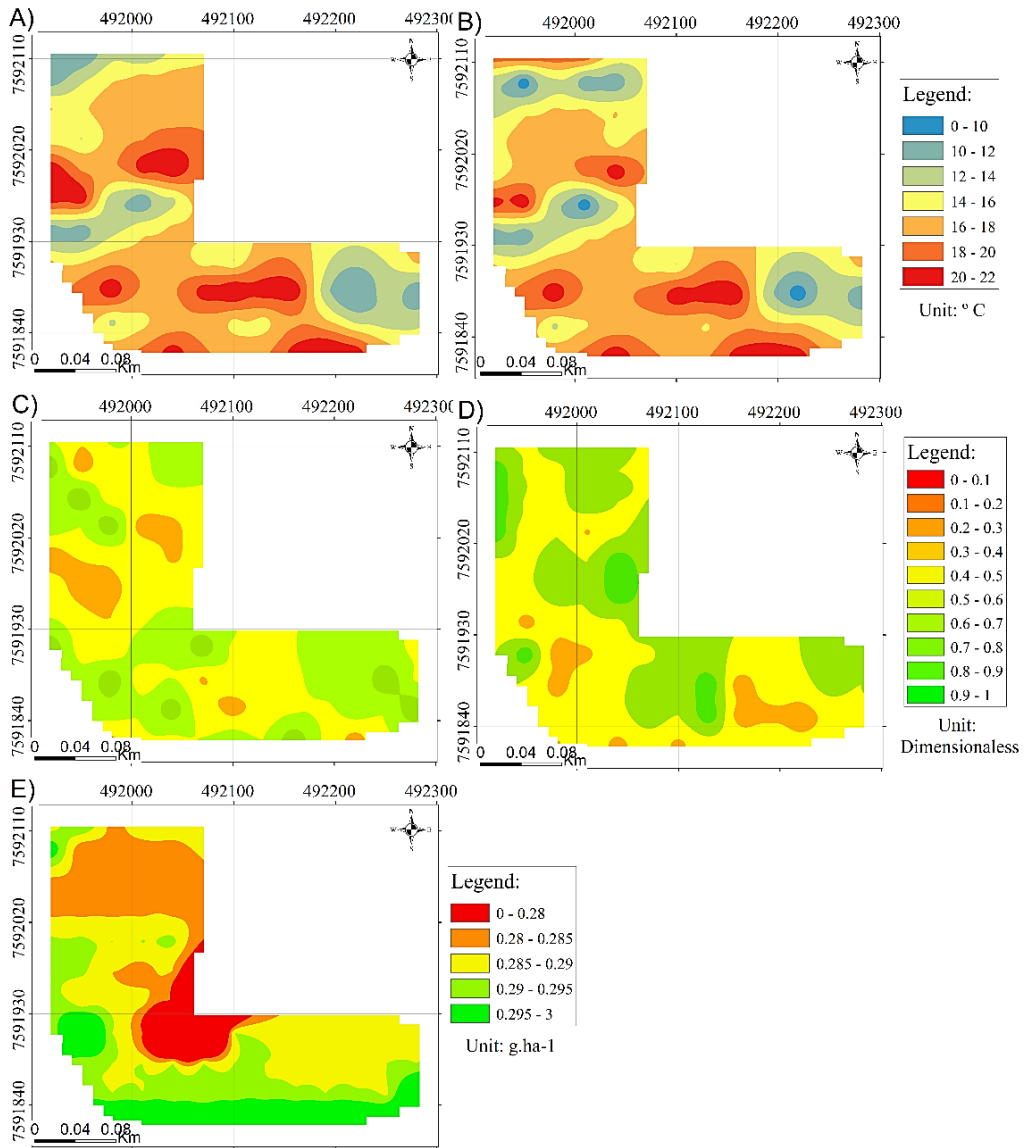 A)
492000 492100 492200 492300
7592110
7592020
7591930
7591840
0 0.04 0.08
Km
N
S
B)
492000 492100 492200 492300
7592110
7592020
7591930
7591840
0 0.04 0.08
Km
N
S
Legend:
0 - 10
10 - 12
12 - 14
14 - 16
16 - 18
18 - 20
20 - 22
Unit: º C
C)
492000 492100 492200 492300
7592110
7592020
7591930
7591840
0 0.04 0.08
Km
N
S
D)
492000 492100 492200 492300
7592110
7592020
7591930
7591840
0 0.04 0.08
Km
N
S
Legend:
0 - 0.1
0.1 - 0.2
0.2 - 0.3
0.3 - 0.4
0.4 - 0.5
0.5 - 0.6
0.6 - 0.7
0.7 - 0.8
0.8 - 0.9
0.9 - 1
Unit:
Dimensionaless
E)
492000 492100 492200 492300
7592110
7592020
7591930
7591840
0 0.04 0.08
Km
N
S
Legend:
0 - 0.28
0.28 - 0.285
0.285 - 0.29
0.29 - 0.295
0.295 - 3
Unit: g.ha-1